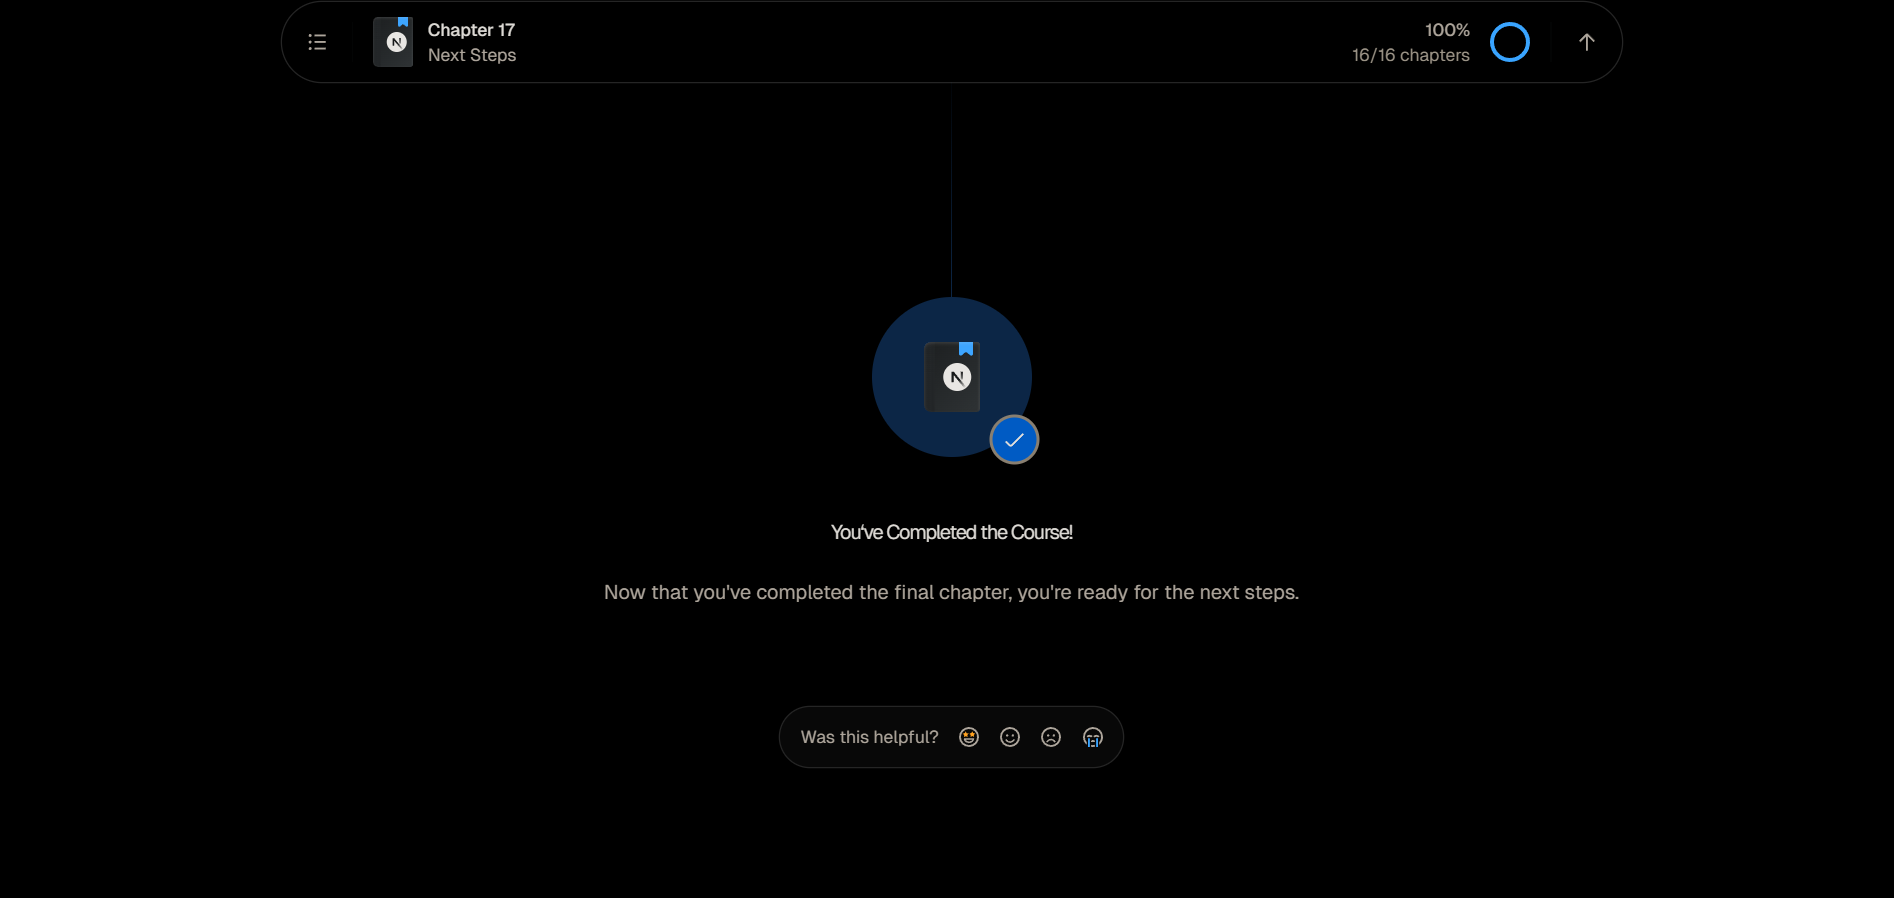 Chapter 17
Next Steps
100%
16/16 chapters
You‘ve Completed the Course!
Now that you've completed the final chapter, you're ready for the next steps.
Was this helpful?